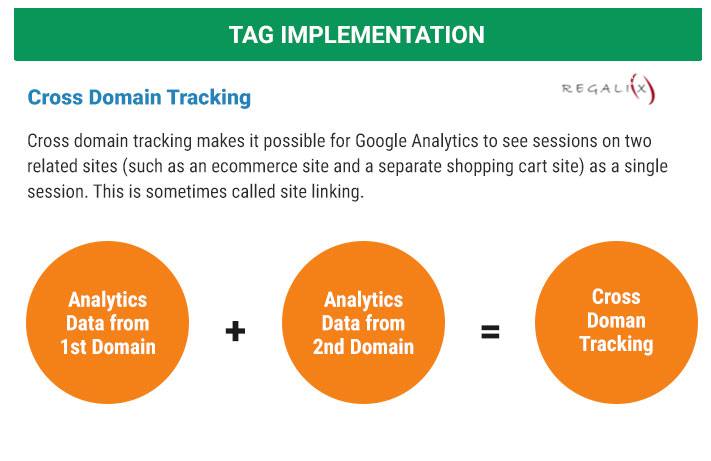 TAG IMPLEMENTATION
Cross Domain Tracking
REGALIX
Cross domain tracking makes it possible for Google Analytics to see sessions on two
related sites (such as an ecommerce site and a separate shopping cart site) as a single
session. This is sometimes called site linking.
Analytics
Data from
1st Domain
+
Analytics
Data from
2nd Domain
=
Cross
Doman
Tracking